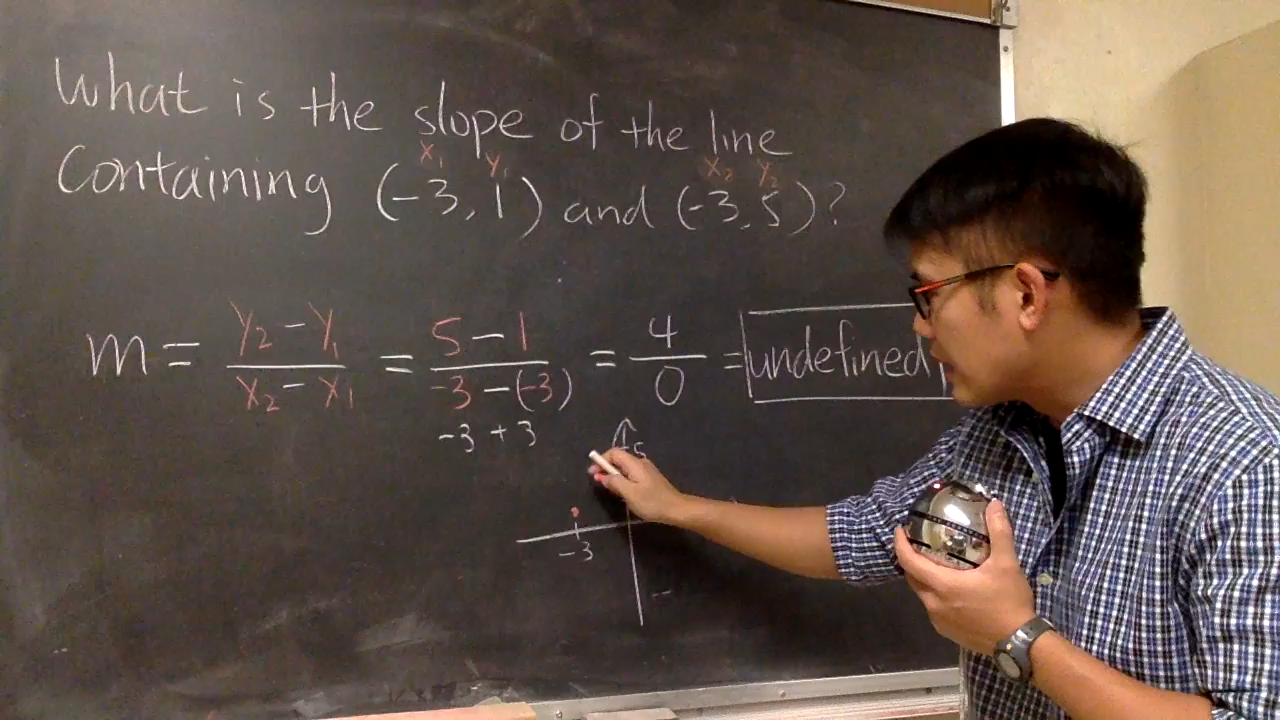 What is the slope of the line
x₁ y₁ x₂ y₂
Containing (-3, 1) and (-3, 5)?
m = y₂ - y₁ / x₂ - x₁ = 5 - 1 / -3 - (-3) = 4 / 0 = undefined
-3 + 3
5
-3